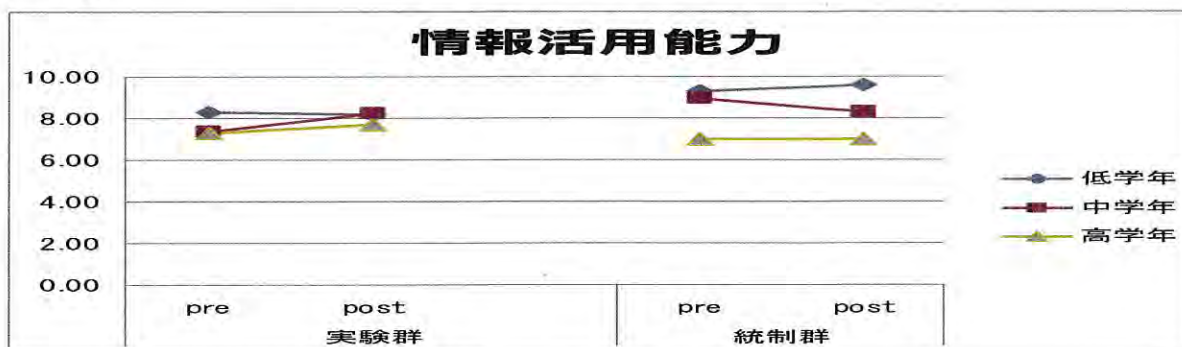 情報活用能力
10.00
8.00
6.00
4.00
2.00
0.00
pre post pre post
実験群 統制群
低学年
中学年
高学年